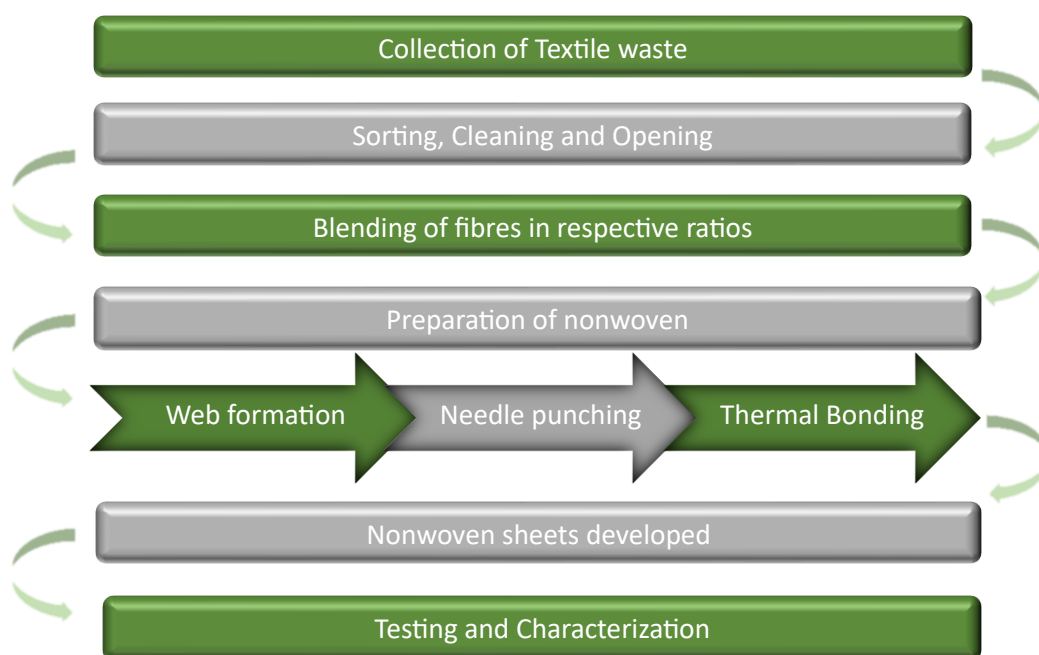 Collection of Textile waste
Sorting, Cleaning and Opening
Blending of fibres in respective ratios
Preparation of nonwoven
Web formation
Needle punching
Thermal Bonding
Nonwoven sheets developed
Testing and Characterization